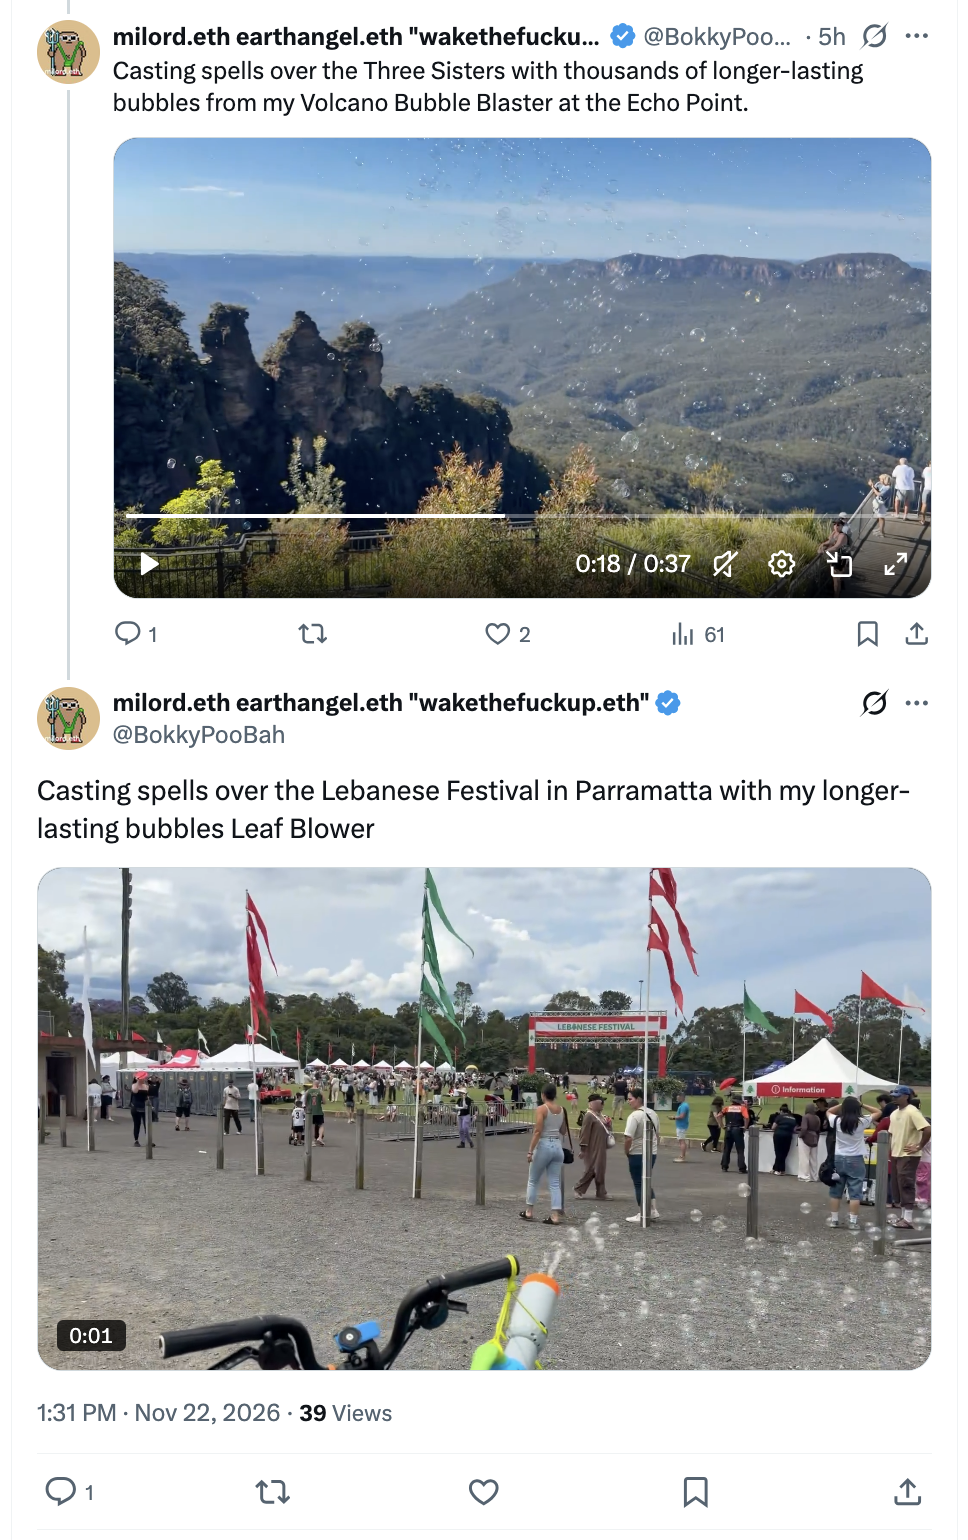 milord.eth earthangel.eth "wakethefucku... @BokkyPoo... · 5h
Casting spells over the Three Sisters with thousands of longer-lasting
bubbles from my Volcano Bubble Blaster at the Echo Point.
0:18 / 0:37
1 2 61
milord.eth earthangel.eth "wakethefuckup.eth"
@BokkyPooBah
Casting spells over the Lebanese Festival in Parramatta with my longer-
lasting bubbles Leaf Blower
LEBANESE FESTIVAL
Information
0:01
1:31 PM · Nov 22, 2026 · 39 Views
1